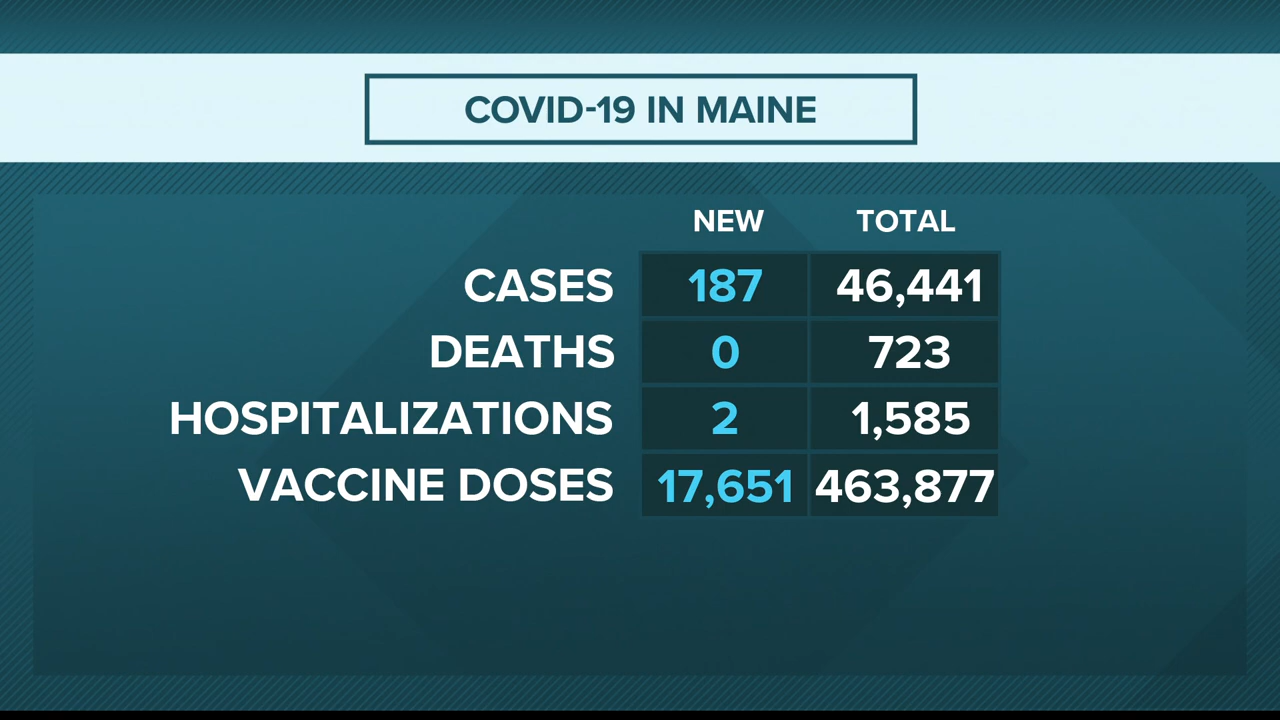 COVID-19 IN MAINE
NEW TOTAL
CASES 187 46,441
DEATHS 0 723
HOSPITALIZATIONS 2 1,585
VACCINE DOSES 17,651 463,877